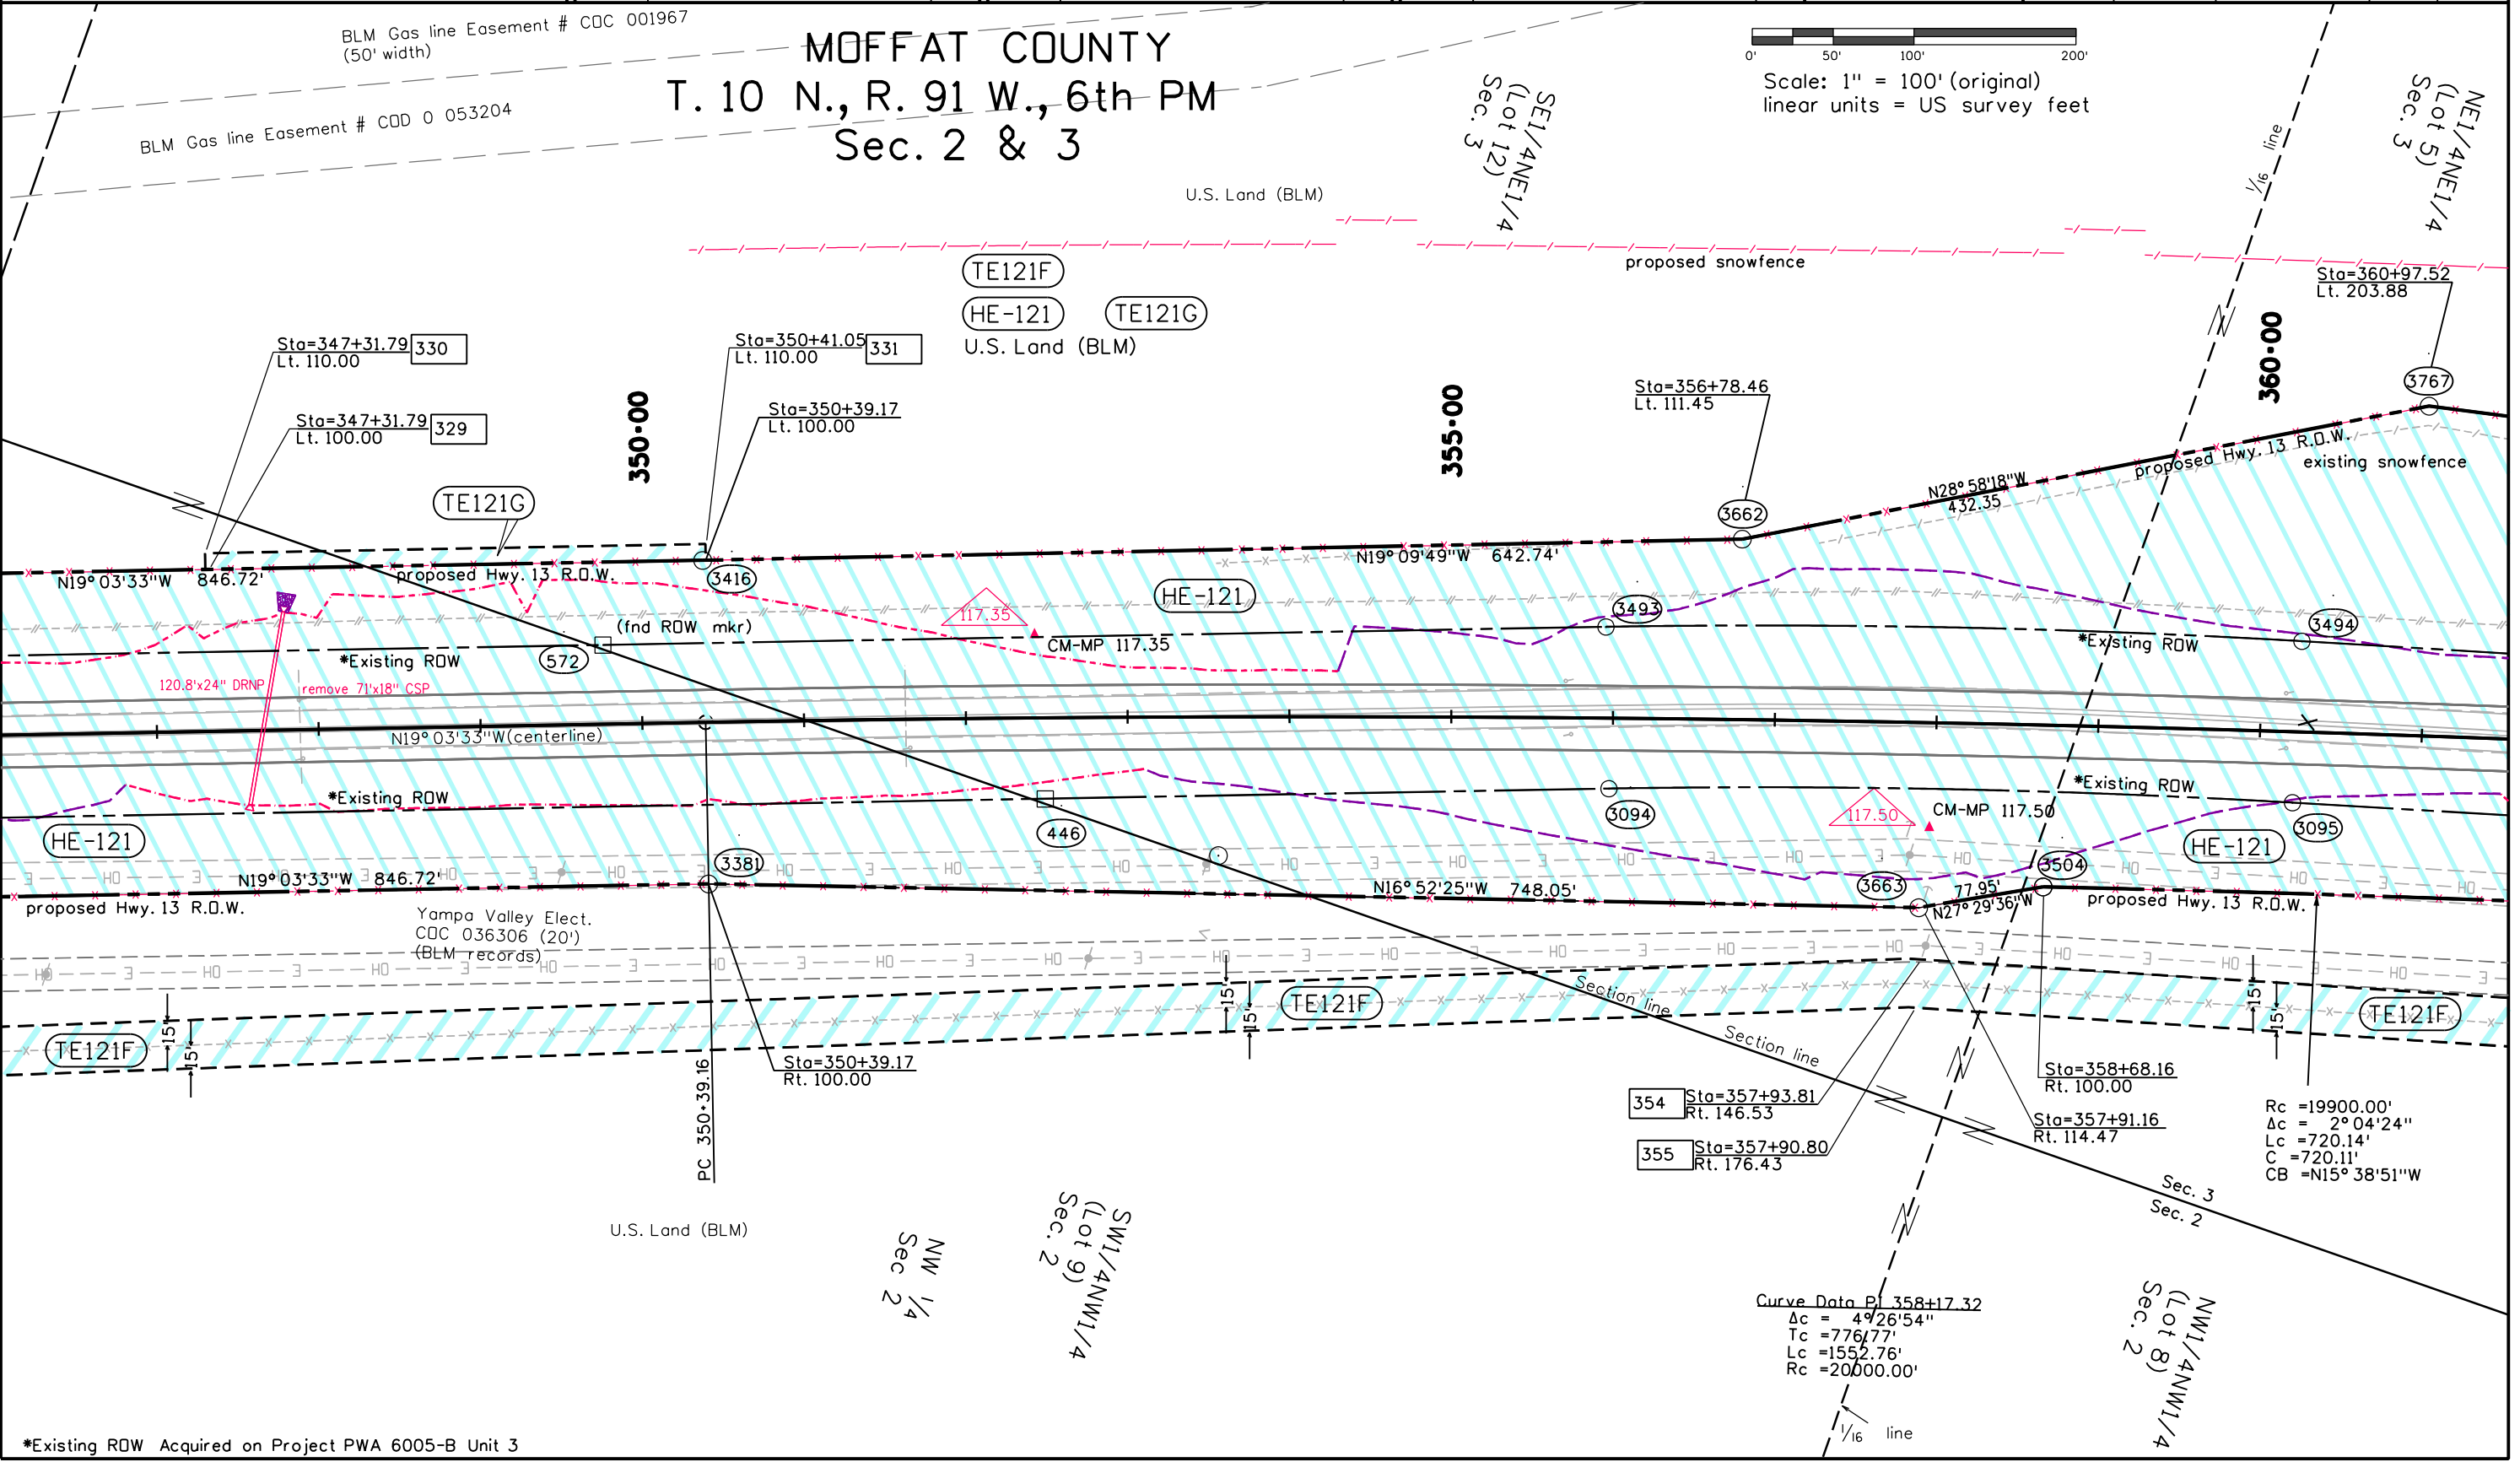 BLM Gas line Easement # COC 001967
(50' width)
BLM Gas line Easement # COD 0 053204
MOFFAT COUNTY
T. 10 N., R. 91 W., 6th PM
Sec. 2 & 3
0' 50' 100' 200'
Scale: 1" = 100' (original)
linear units = US survey feet
SE1/4NE1/4
(Lot 12)
Sec. 3
NE1/4NE1/4
(Lot 5)
Sec. 3
1/16 line
U.S. Land (BLM)
proposed snowfence
TE121F
HE-121
TE121G
U.S. Land (BLM)
Sta=360+97.52
Lt. 203.88
3767
Sta=347+31.79
Lt. 110.00
330
Sta=347+31.79
Lt. 100.00
329
Sta=350+41.05
Lt. 110.00
331
Sta=350+39.17
Lt. 100.00
350+00
355+00
360+00
Sta=356+78.46
Lt. 111.45
3662
TE121G
N28°58'18"W
432.35
proposed Hwy. 13 R.O.W.
existing snowfence
N19°03'33"W 846.72'
proposed Hwy. 13 R.O.W.
3416
N19°09'49"W 642.74'
HE-121
117.35
CM-MP 117.35
3493
3494
(fnd ROW mkr)
572
*Existing ROW
*Existing ROW
120.8'x24" DRNP
remove 71'x18" CSP
N19°03'33"W(centerline)
*Existing ROW
*Existing ROW
HE-121
446
3094
117.50
CM-MP 117.50
3095
HE-121
3381
3663
3504
77.95'
N27°29'36"W
N19°03'33"W 846.72'
proposed Hwy. 13 R.O.W.
N16°52'25"W 748.05'
proposed Hwy. 13 R.O.W.
E OH E OH E OH E OH E OH E OH E OH E OH
Yampa Valley Elect.
COC 036306 (20')
(BLM records)
OH E OH E OH E OH E OH E OH E OH E OH E
TE121F
15'
15'
15'
15'
TE121F
15'
15'
TE121F
Section line
Section line
PC 350+39.16
Sta=350+39.17
Rt. 100.00
354
Sta=357+93.81
Rt. 146.53
355
Sta=357+90.80
Rt. 176.43
Sta=358+68.16
Rt. 100.00
Sta=357+91.16
Rt. 114.47
Rc =19900.00'
Δc = 2°04'24"
Lc =720.14'
C =720.11'
CB =N15°38'51"W
Sec. 3
Sec. 2
U.S. Land (BLM)
NW 1/4
Sec 2
SW1/4NW1/4
(Lot 9)
Sec. 2
NW1/4NW1/4
(Lot 8)
Sec. 2
Curve Data PI 358+17.32
Δc = 4°26'54"
Tc =776.77'
Lc =1552.76'
Rc =20000.00'
1/16 line
*Existing ROW Acquired on Project PWA 6005-B Unit 3